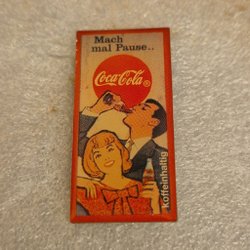 Mach
mal Pause..
Coca-Cola ®
Koffeinhaltig